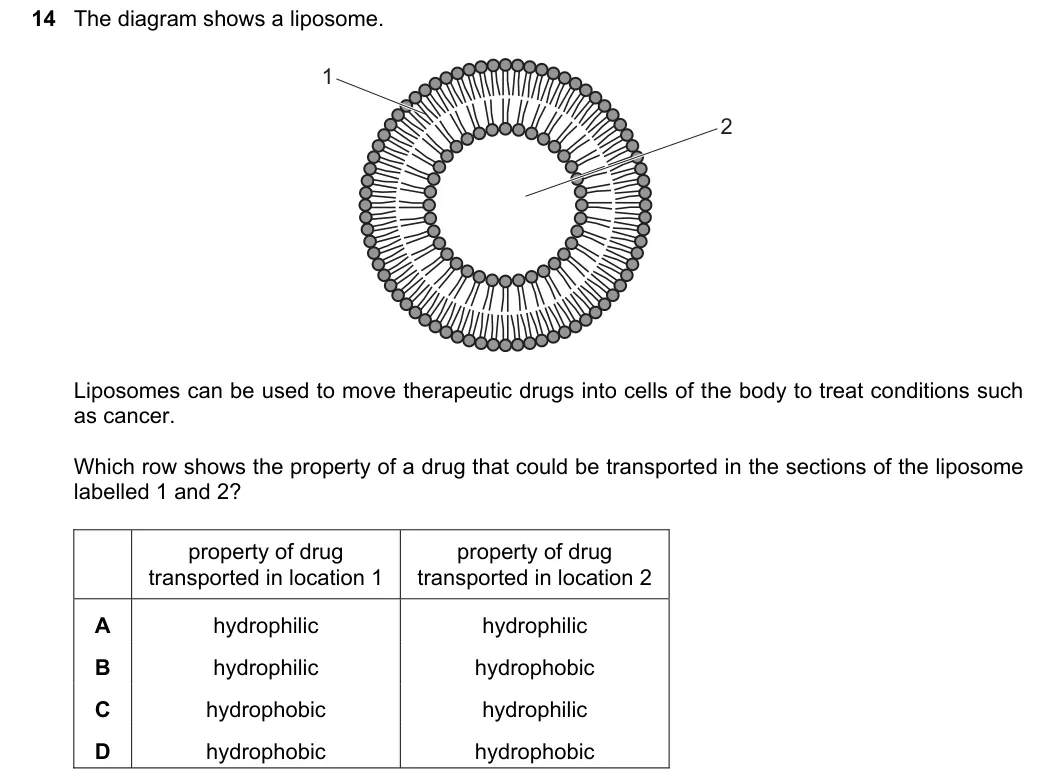 14 The diagram shows a liposome.
1
2
Liposomes can be used to move therapeutic drugs into cells of the body to treat conditions such
as cancer.
Which row shows the property of a drug that could be transported in the sections of the liposome
labelled 1 and 2?
property of drug transported in location 1 property of drug transported in location 2
A hydrophilic hydrophilic
B hydrophilic hydrophobic
C hydrophobic hydrophilic
D hydrophobic hydrophobic